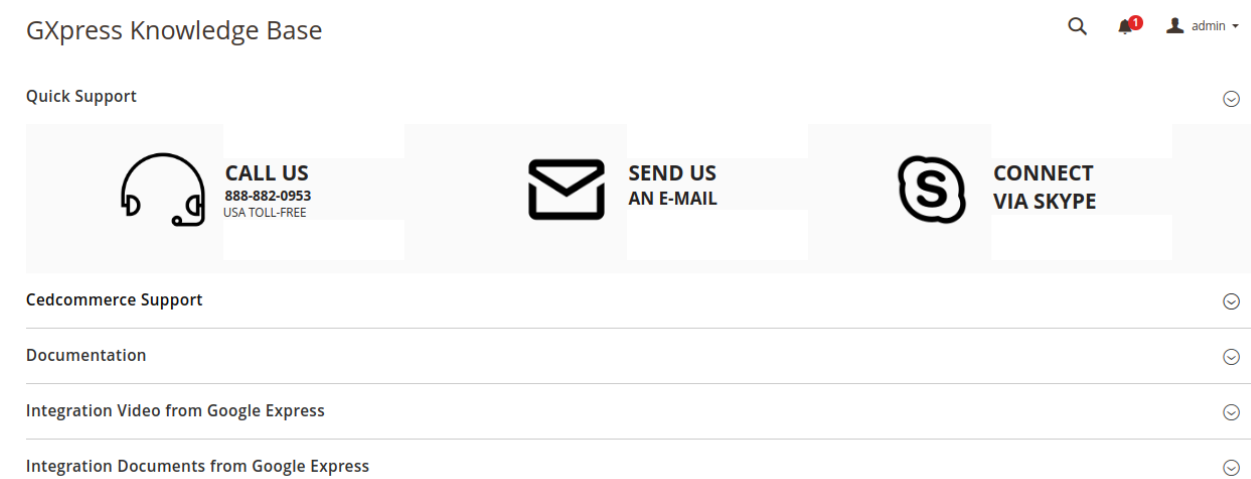 GXpress Knowledge Base
1
admin
Quick Support
CALL US
888-882-0953
USA TOLL-FREE
SEND US
AN E-MAIL
CONNECT
VIA SKYPE
Cedcommerce Support
Documentation
Integration Video from Google Express
Integration Documents from Google Express